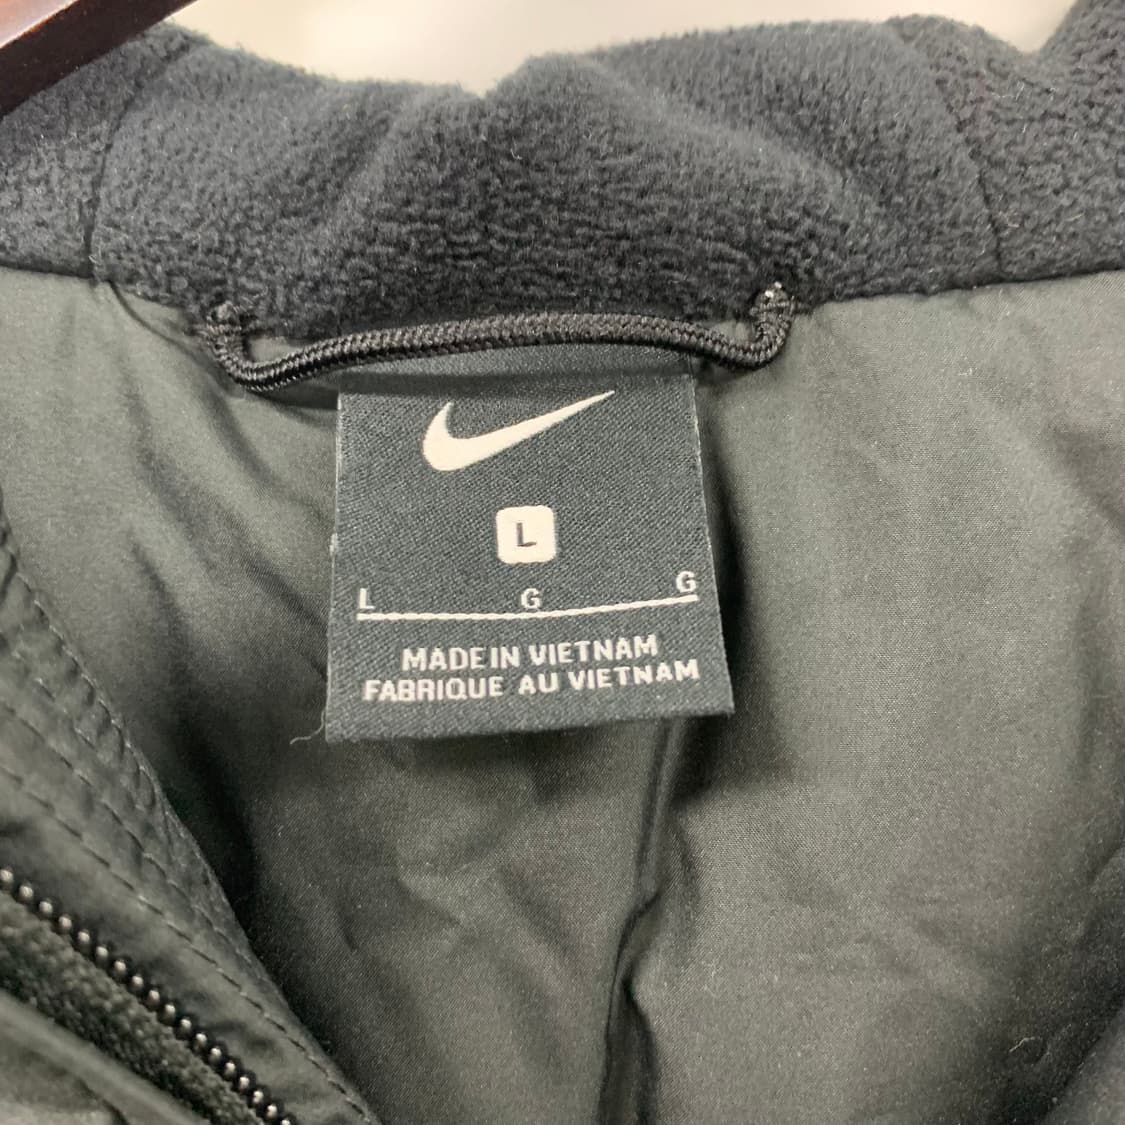 L
L G G
MADE IN VIETNAM
FABRIQUE AU VIETNAM